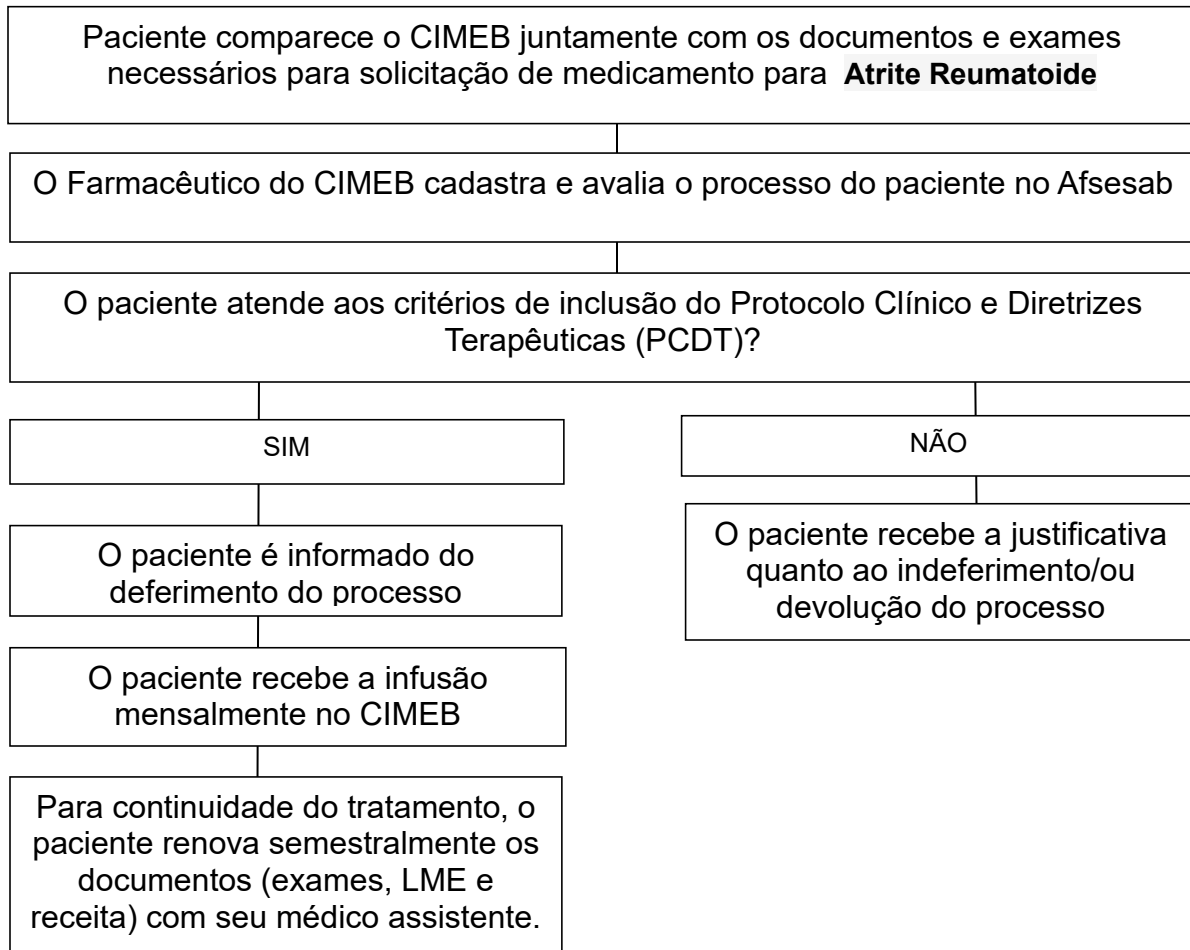 Paciente comparece o CIMEB juntamente com os documentos e exames
necessários para solicitação de medicamento para Atrite Reumatoide
O Farmacêutico do CIMEB cadastra e avalia o processo do paciente no Afsesab
O paciente atende aos critérios de inclusão do Protocolo Clínico e Diretrizes
Terapêuticas (PCDT)?
SIM
NÃO
O paciente é informado do
deferimento do processo
O paciente recebe a justificativa
quanto ao indeferimento/ou
devolução do processo
O paciente recebe a infusão
mensalmente no CIMEB
Para continuidade do tratamento, o
paciente renova semestralmente os
documentos (exames, LME e
receita) com seu médico assistente.